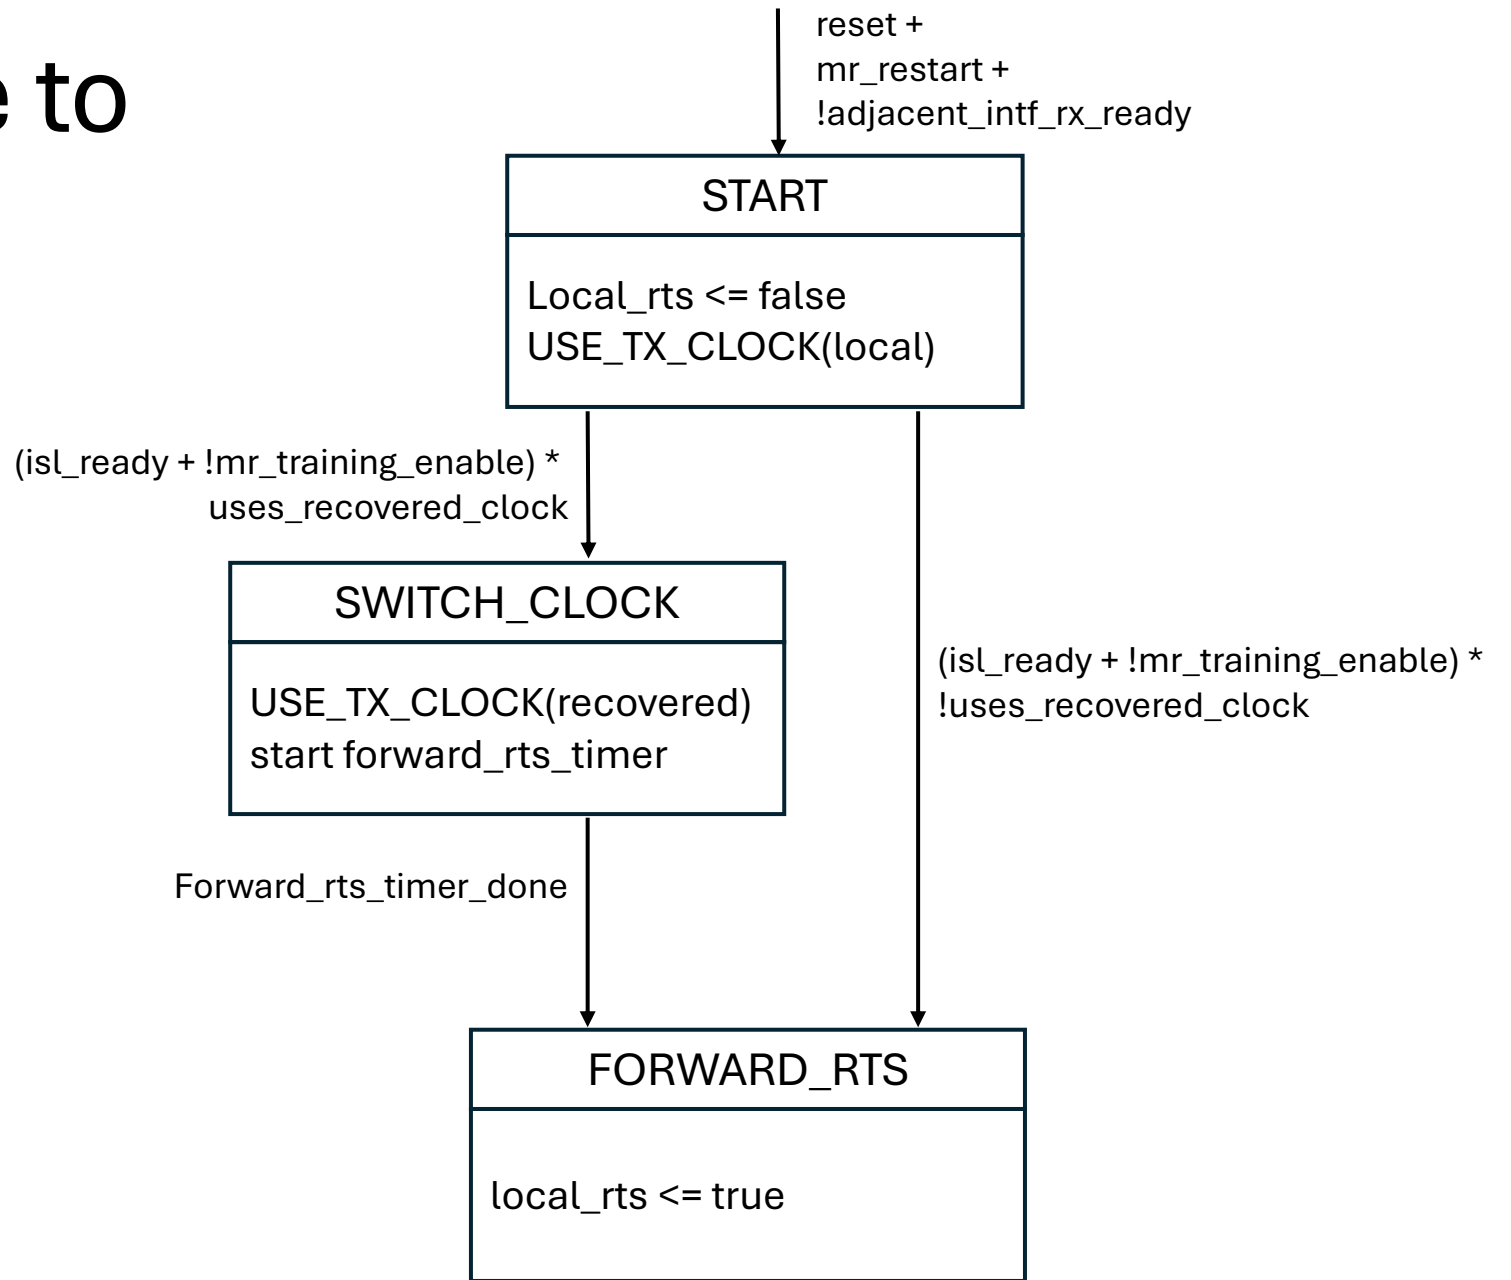 reset +
e to
mr_restart +
!adjacent_intf_rx_ready
START
Local_rts <= false
USE_TX_CLOCK(local)
(isl_ready + !mr_training_enable) *
uses_recovered_clock
SWITCH_CLOCK
(isl_ready + !mr_training_enable) *
!uses_recovered_clock
USE_TX_CLOCK(recovered)
start forward_rts_timer
Forward_rts_timer_done
FORWARD_RTS
local_rts <= true